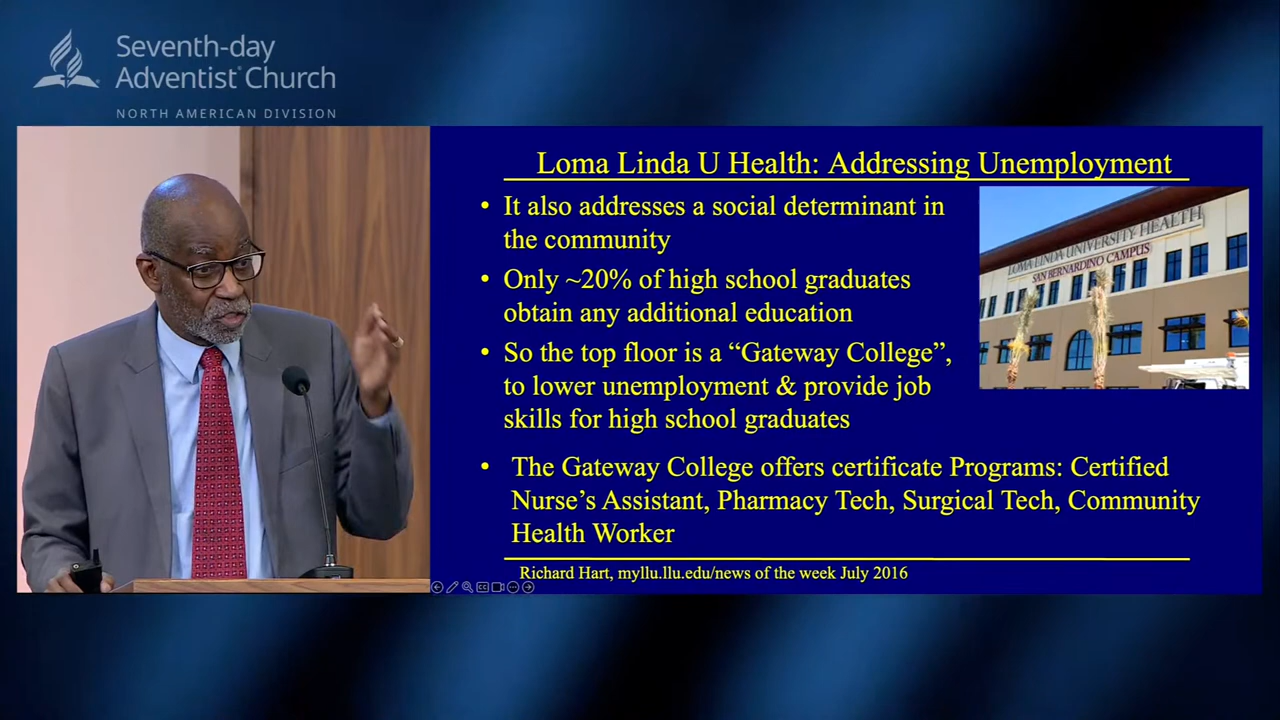 Seventh-day
Adventist® Church
NORTH AMERICAN DIVISION
Loma Linda U Health: Addressing Unemployment
• It also addresses a social determinant in
the community
• Only ~20% of high school graduates
obtain any additional education
• So the top floor is a “Gateway College”,
to lower unemployment & provide job
skills for high school graduates
LOMA LINDA UNIVERSITY HEALTH
SAN BERNARDINO CAMPUS
• The Gateway College offers certificate Programs: Certified
Nurse’s Assistant, Pharmacy Tech, Surgical Tech, Community
Health Worker
Richard Hart, myllu.llu.edu/news of the week July 2016